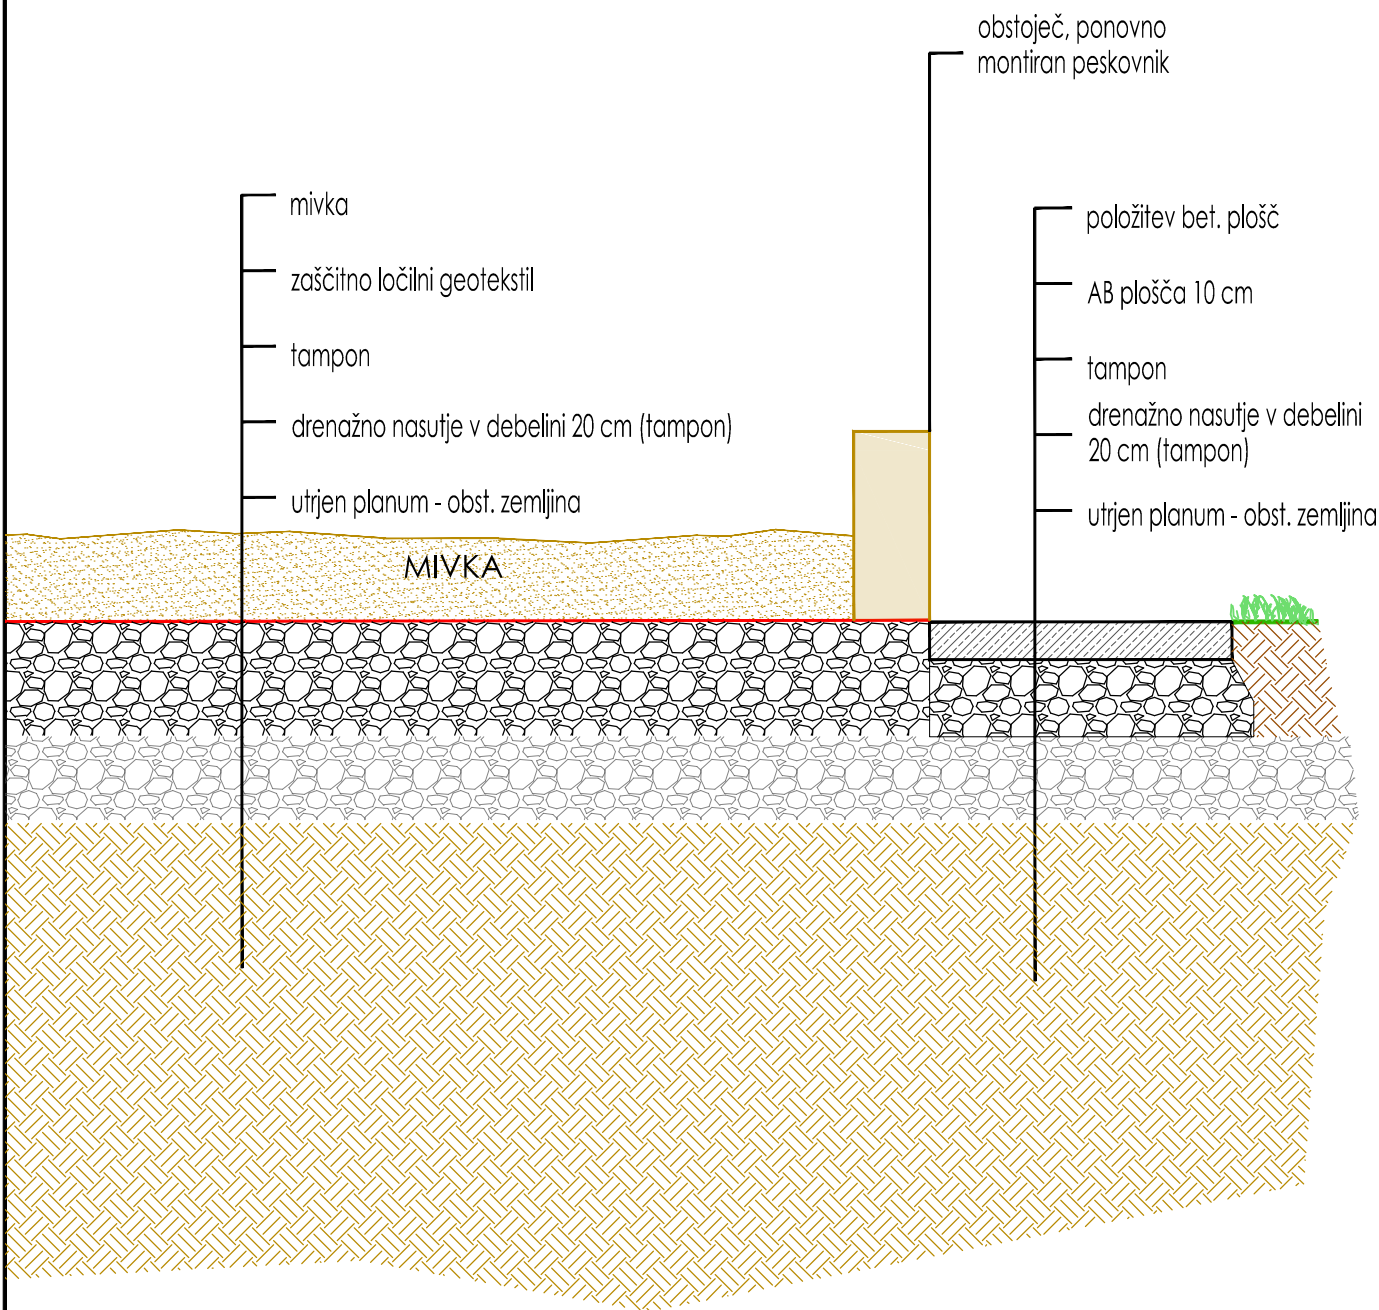 obstoječ, ponovno
montiran peskovnik
mivka
zaščitno ločilni geotekstil
tampon
drenažno nasutje v debelini 20 cm (tampon)
utrjen planum - obst. zemljina
položitev bet. plošč
AB plošča 10 cm
tampon
drenažno nasutje v debelini
20 cm (tampon)
utrjen planum - obst. zemljina
MIVKA